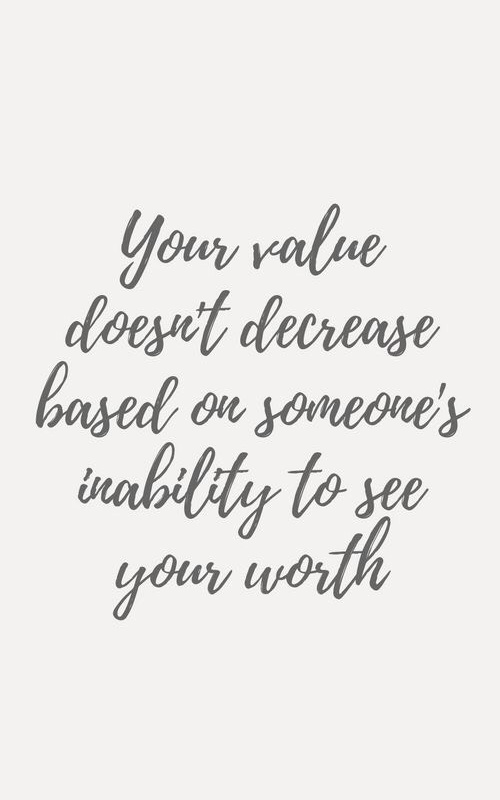 Your value
doesn't decrease
based on someone's
inability to see
your worth